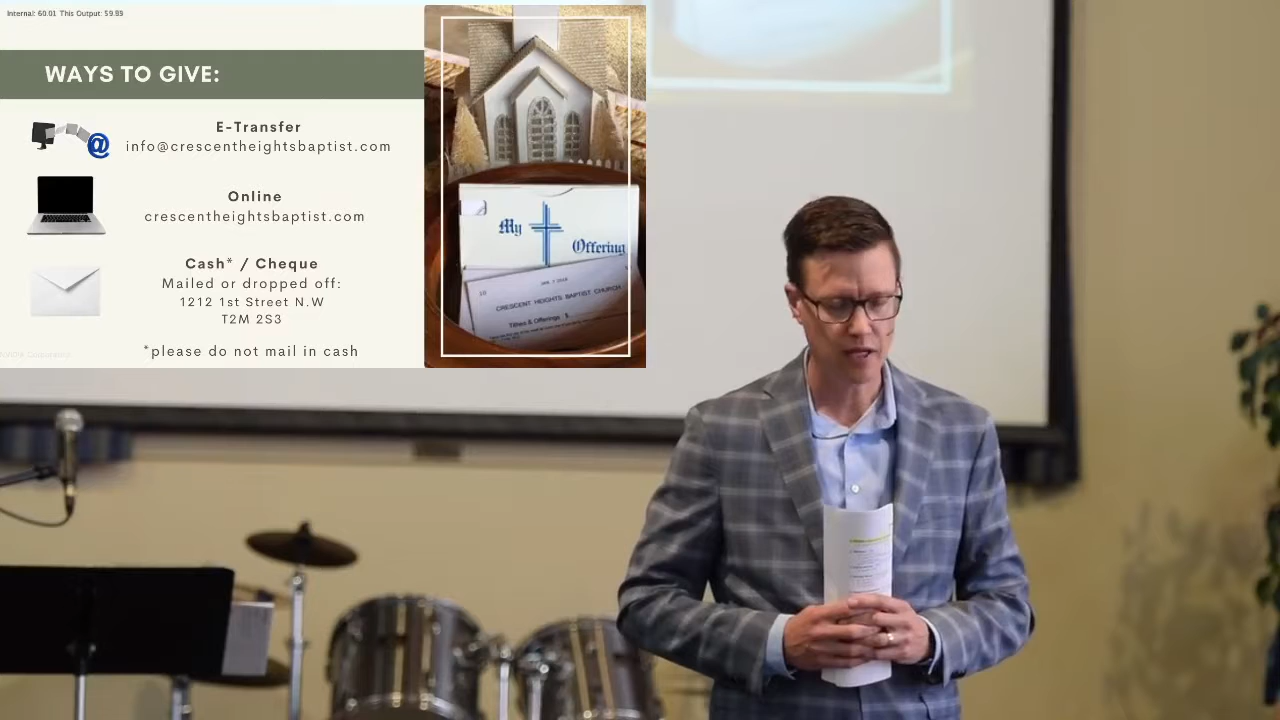 Internal: 60.01 This Output: 59.89
WAYS TO GIVE:
E-Transfer
info@crescentheightsbaptist.com
Online
crescentheightsbaptist.com
Cash* / Cheque
Mailed or dropped off:
1212 1st Street N.W
T2M 2S3
*please do not mail in cash
My Offering
CRESCENT HEIGHTS BAPTIST CHURCH
Tithes & Offerings $